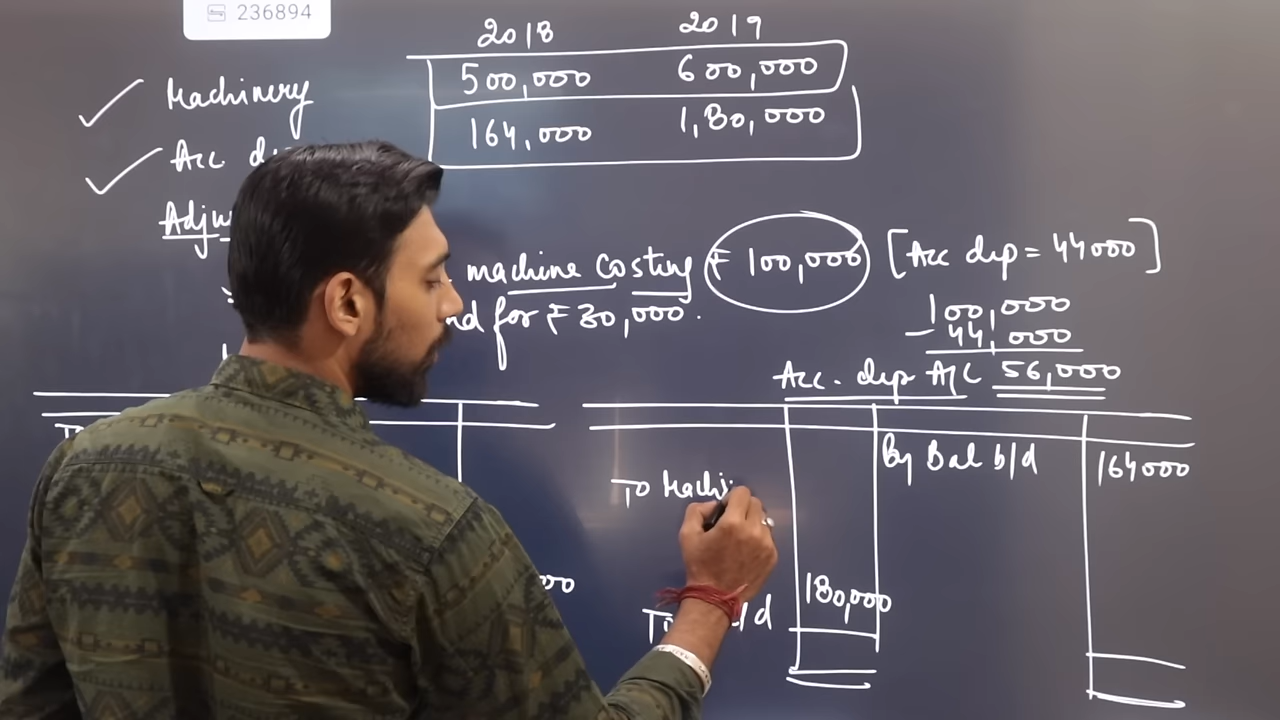 236894
2018 2019
Machinery 500,000 600,000
Acc 164,000 1,80,000
machine Costing ₹ 100,000 [Acc dep = 44000]
for ₹ 30,000.
100,000
- 44,000
Acc. dep A/c 56,000
By Bal b/d 164000
To Machi
180,000